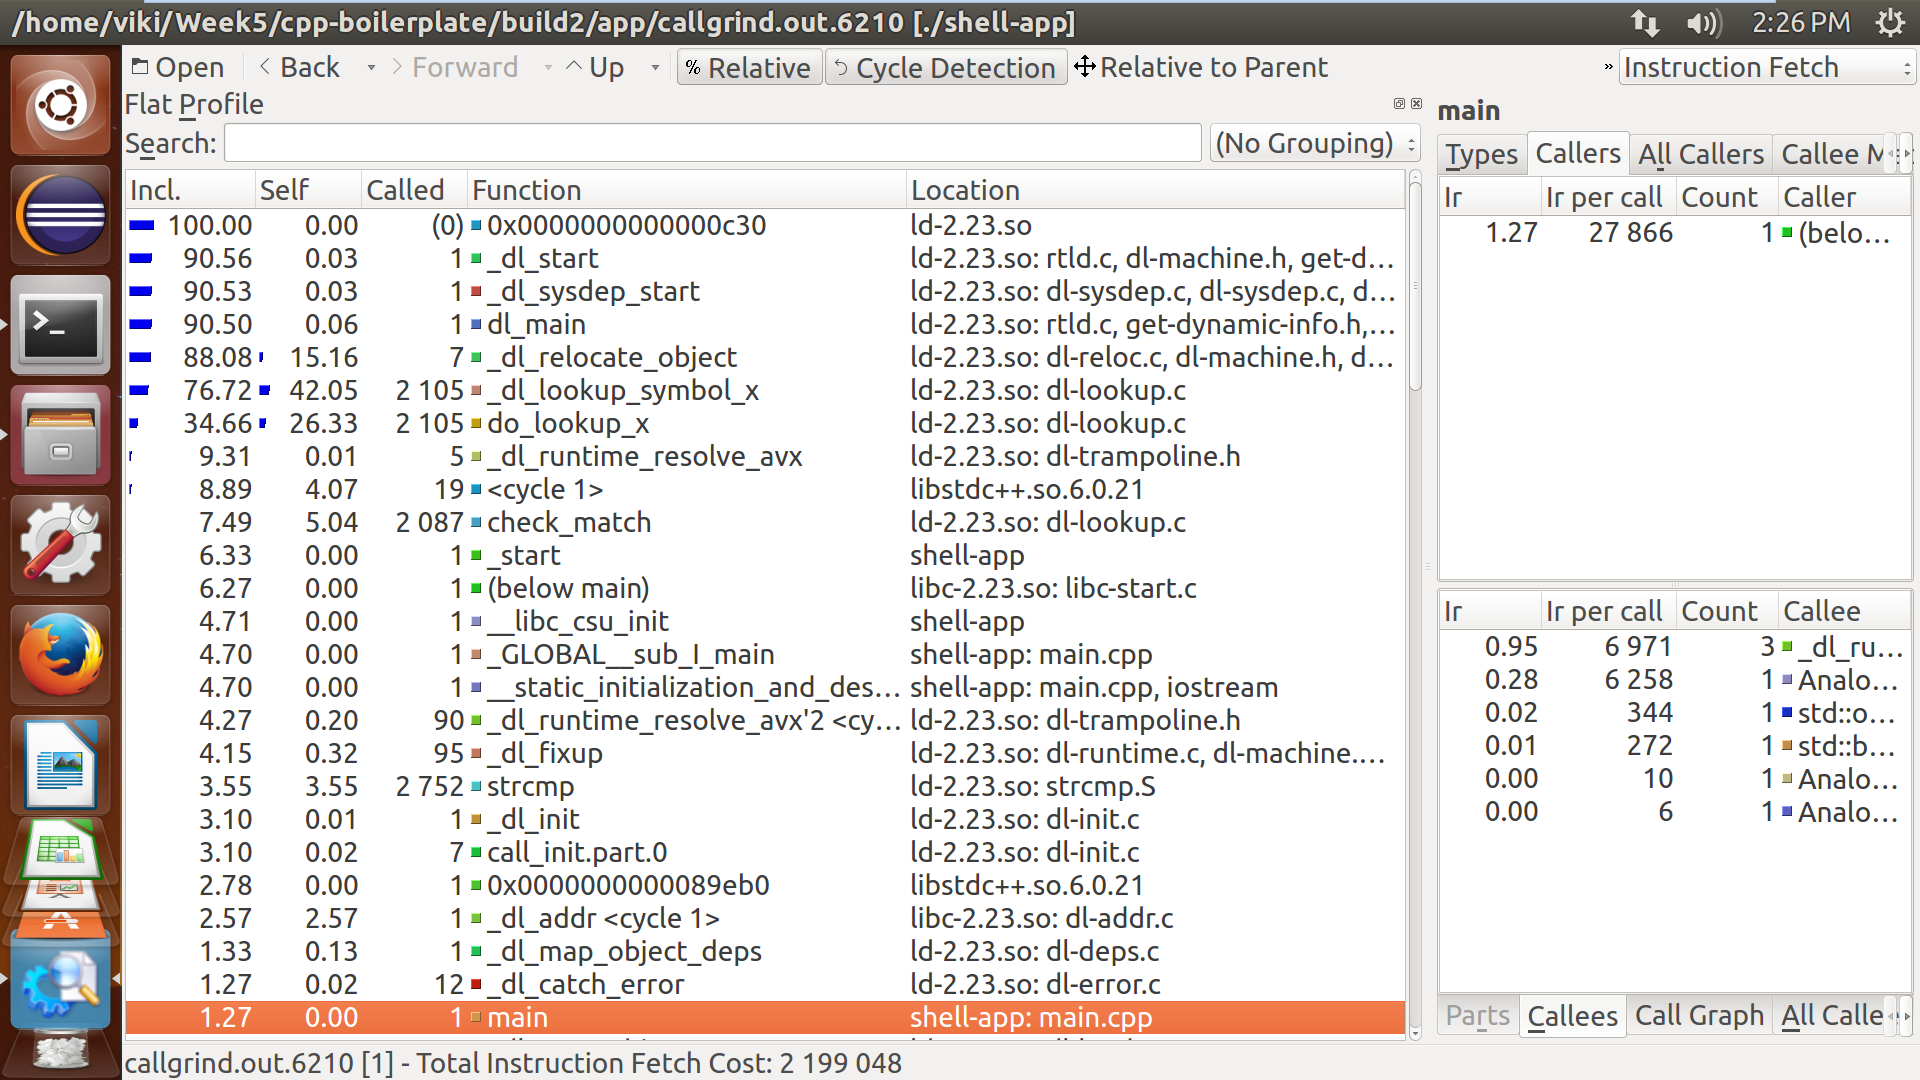 /home/viki/Week5/cpp-boilerplate/build2/app/callgrind.out.6210 [./shell-app]
2:26 PM
Open Back Forward Up % Relative Cycle Detection Relative to Parent » Instruction Fetch
Flat Profile
Search: (No Grouping)
Incl. Self Called Function Location
100.00 0.00 (0) 0x0000000000000c30 ld-2.23.so
90.56 0.03 1 _dl_start ld-2.23.so: rtld.c, dl-machine.h, get-d...
90.53 0.03 1 _dl_sysdep_start ld-2.23.so: dl-sysdep.c, dl-sysdep.c, d...
90.50 0.06 1 dl_main ld-2.23.so: rtld.c, get-dynamic-info.h,...
88.08 15.16 7 _dl_relocate_object ld-2.23.so: dl-reloc.c, dl-machine.h, d...
76.72 42.05 2 105 _dl_lookup_symbol_x ld-2.23.so: dl-lookup.c
34.66 26.33 2 105 do_lookup_x ld-2.23.so: dl-lookup.c
9.31 0.01 5 _dl_runtime_resolve_avx ld-2.23.so: dl-trampoline.h
8.89 4.07 19 <cycle 1> libstdc++.so.6.0.21
7.49 5.04 2 087 check_match ld-2.23.so: dl-lookup.c
6.33 0.00 1 _start shell-app
6.27 0.00 1 (below main) libc-2.23.so: libc-start.c
4.71 0.00 1 __libc_csu_init shell-app
4.70 0.00 1 _GLOBAL__sub_I_main shell-app: main.cpp
4.70 0.00 1 __static_initialization_and_des... shell-app: main.cpp, iostream
4.27 0.20 90 _dl_runtime_resolve_avx'2 <cy... ld-2.23.so: dl-trampoline.h
4.15 0.32 95 _dl_fixup ld-2.23.so: dl-runtime.c, dl-machine....
3.55 3.55 2 752 strcmp ld-2.23.so: strcmp.S
3.10 0.01 1 _dl_init ld-2.23.so: dl-init.c
3.10 0.02 7 call_init.part.0 ld-2.23.so: dl-init.c
2.78 0.00 1 0x0000000000089eb0 libstdc++.so.6.0.21
2.57 2.57 1 _dl_addr <cycle 1> libc-2.23.so: dl-addr.c
1.33 0.13 1 _dl_map_object_deps ld-2.23.so: dl-deps.c
1.27 0.02 12 _dl_catch_error ld-2.23.so: dl-error.c
1.27 0.00 1 main shell-app: main.cpp
main
Types Callers All Callers Callee M
Ir Ir per call Count Caller
1.27 27 866 1 (belo...
Ir Ir per call Count Callee
0.95 6 971 3 _dl_ru...
0.28 6 258 1 Analo...
0.02 344 1 std::o...
0.01 272 1 std::b...
0.00 10 1 Analo...
0.00 6 1 Analo...
Parts Callees Call Graph All Calle
callgrind.out.6210 [1] - Total Instruction Fetch Cost: 2 199 048